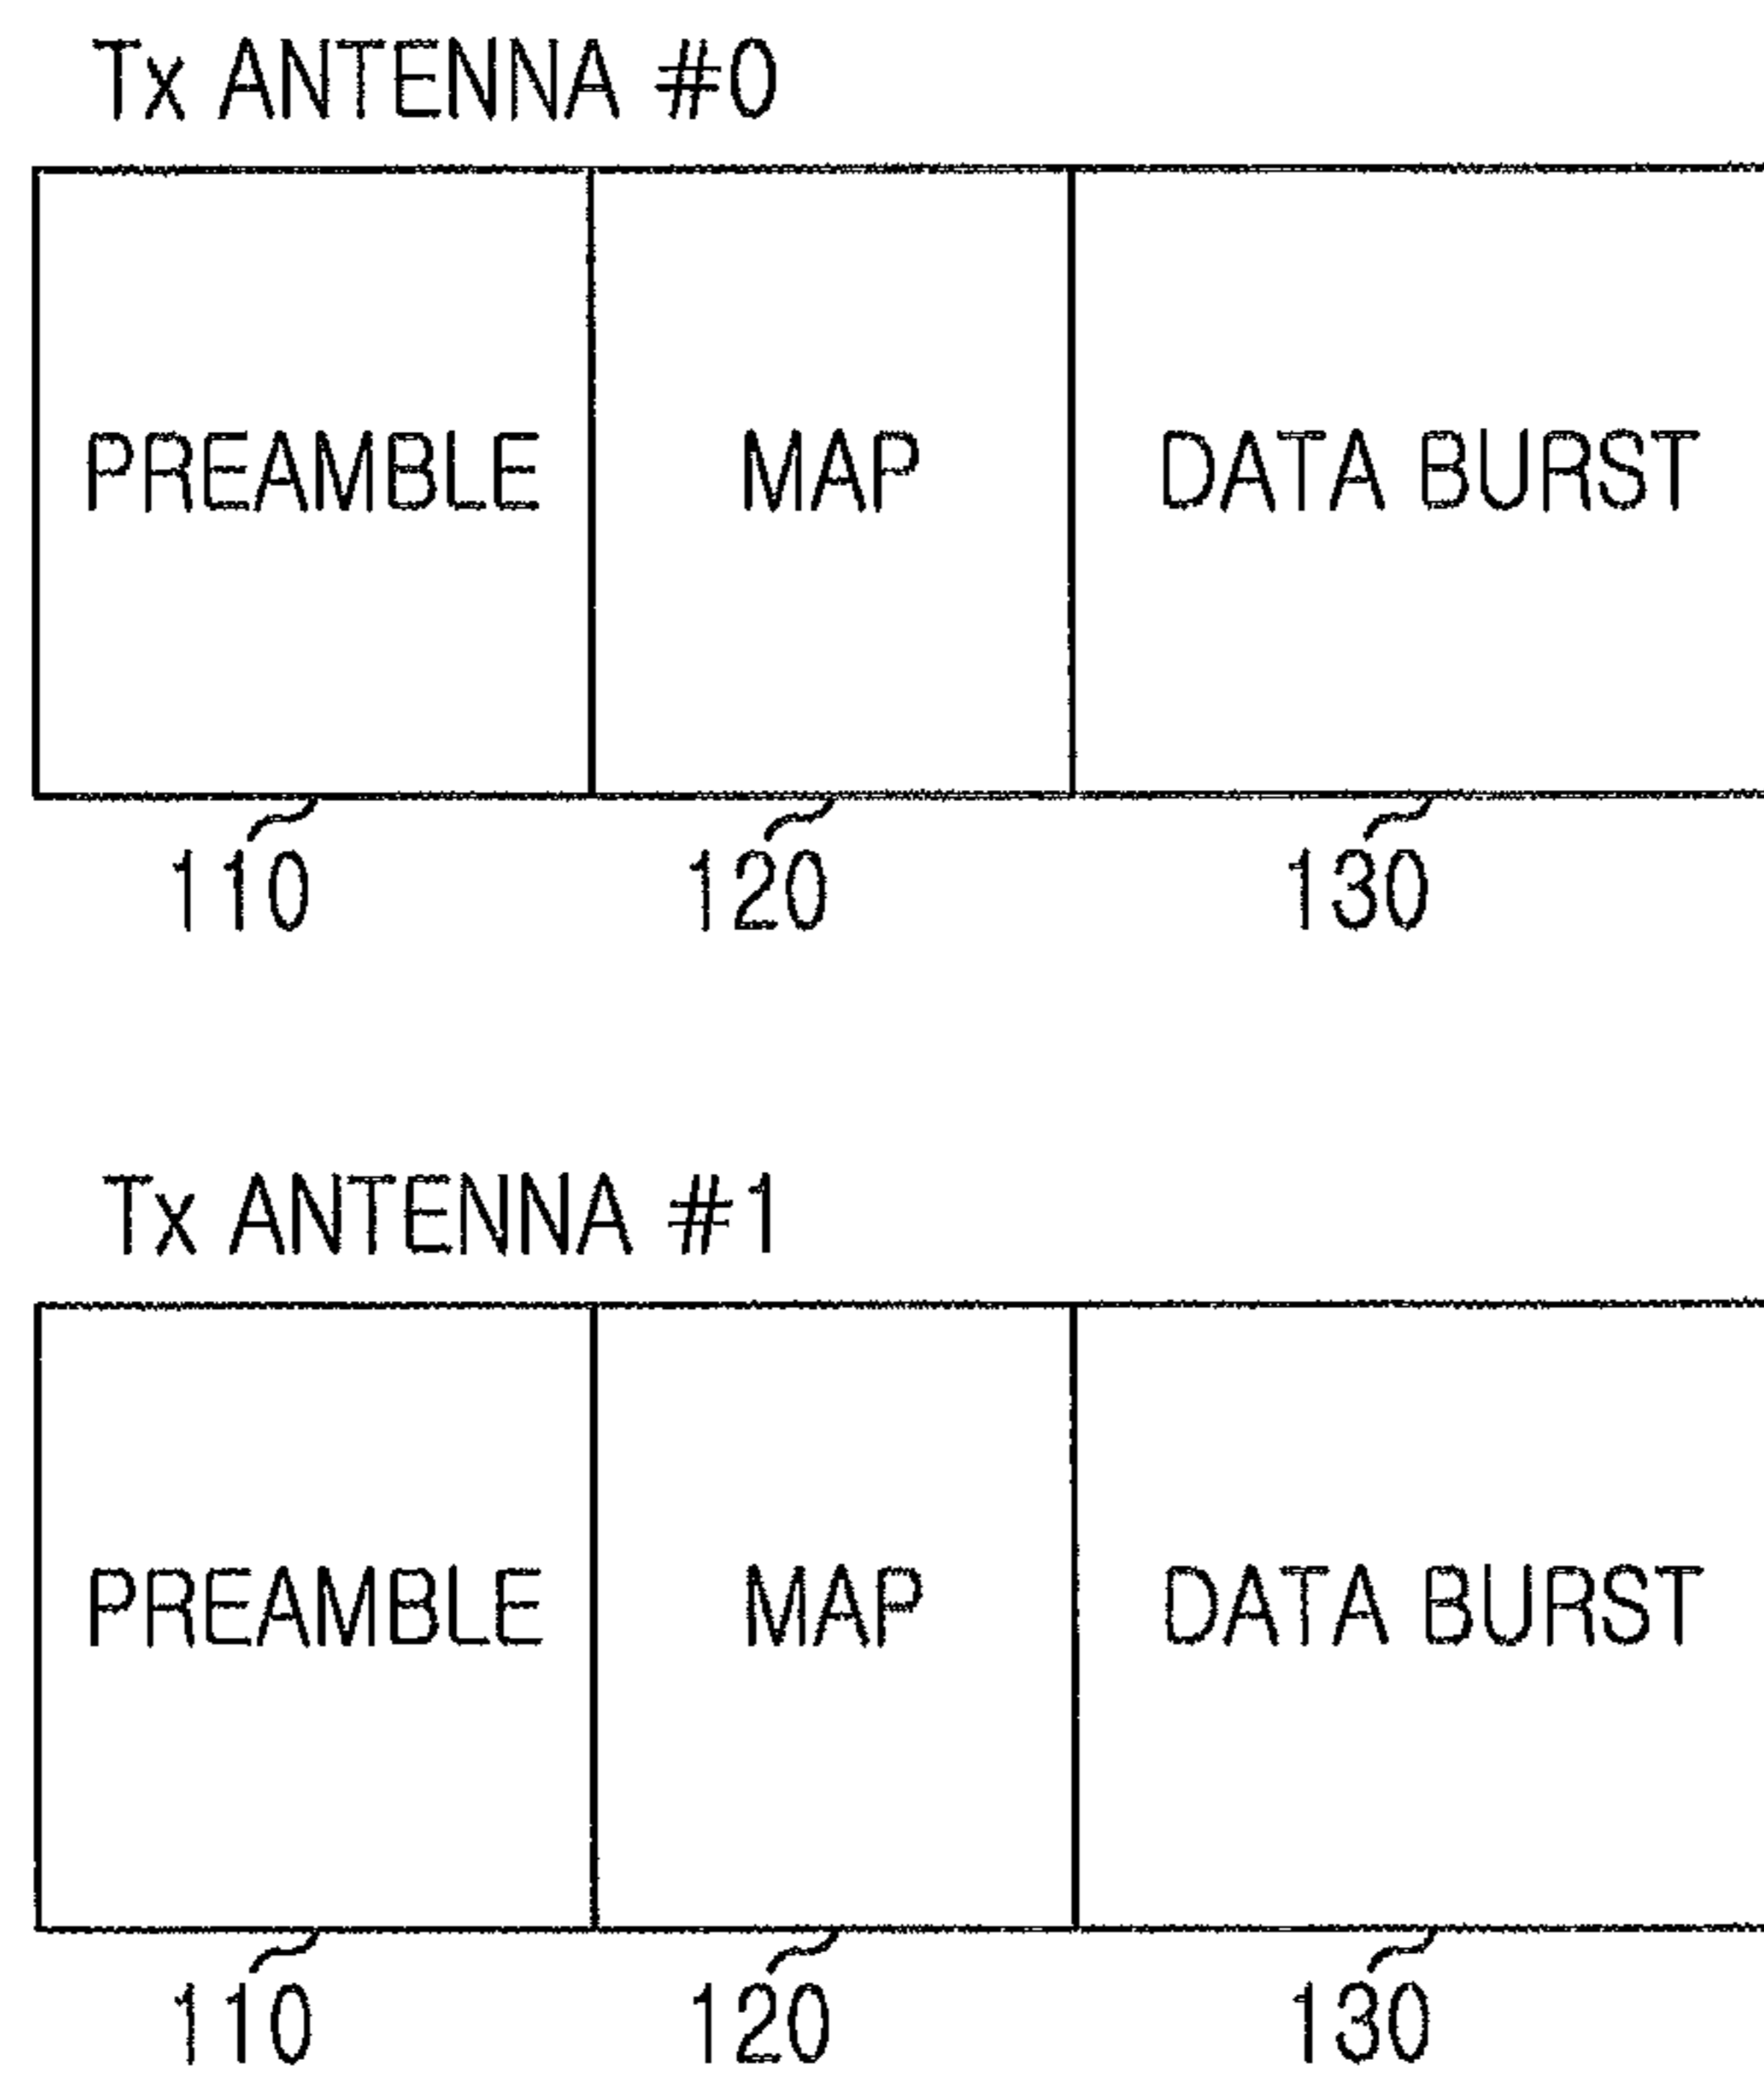 Tx ANTENNA #0
PREAMBLE MAP DATA BURST
110 120 130
Tx ANTENNA #1
PREAMBLE MAP DATA BURST
110 120 130